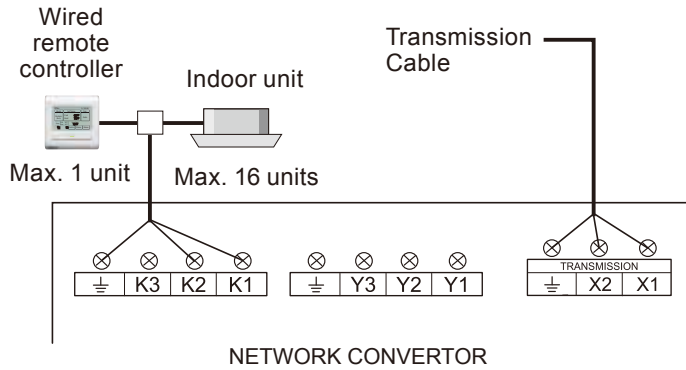 Wired
remote
controller
Transmission
Cable
Indoor unit
Max. 1 unit
Max. 16 units
K3 K2 K1
Y3 Y2 Y1
TRANSMISSION
X2 X1
NETWORK CONVERTOR